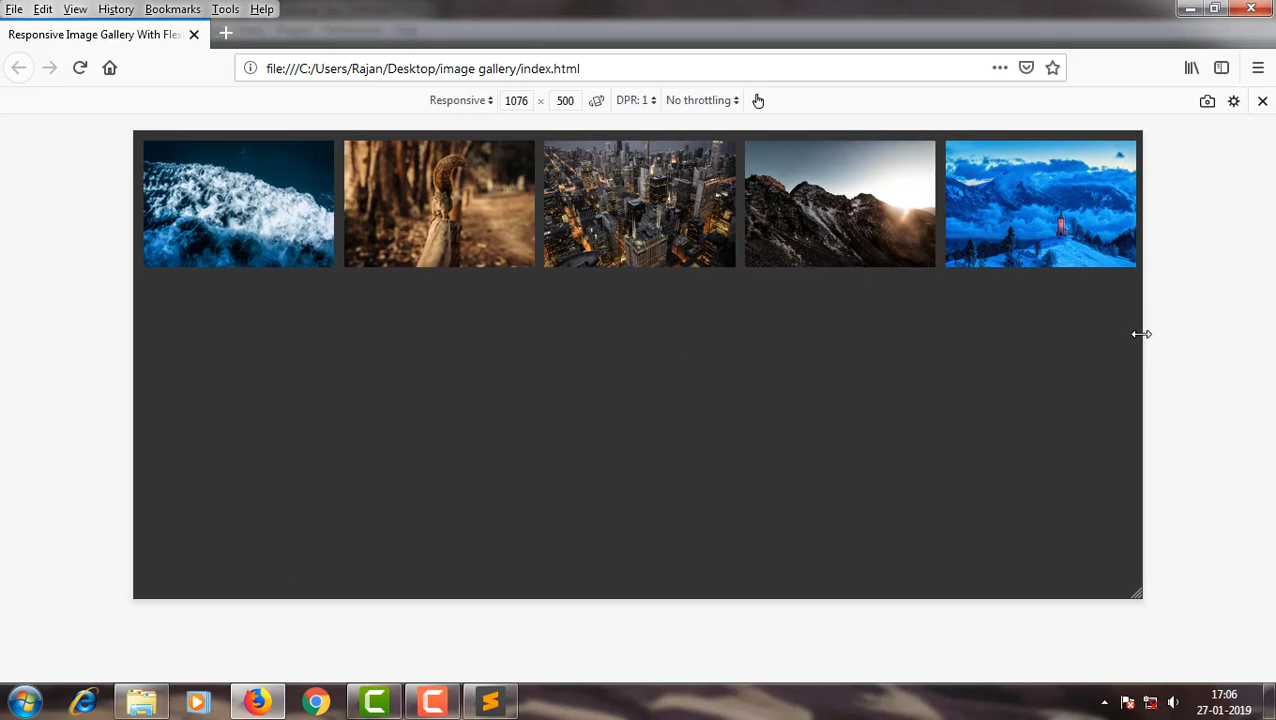 File Edit View History Bookmarks Tools Help
Responsive Image Gallery With Flex
file:///C:/Users/Rajan/Desktop/image gallery/index.html
Responsive 1076 × 500 DPR: 1 No throttling
17:06
27-01-2019